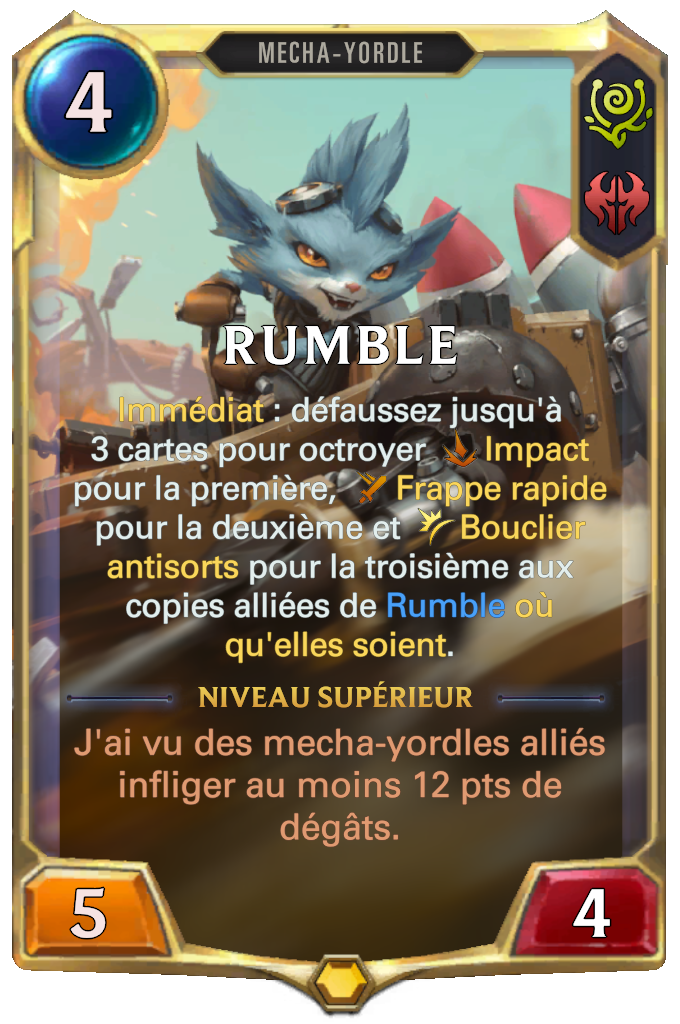 MECHA-YORDLE
4
RUMBLE
Immédiat : défaussez jusqu'à
3 cartes pour octroyer Impact
pour la première, Frappe rapide
pour la deuxième et Bouclier
antisorts pour la troisième aux
copies alliées de Rumble où
qu'elles soient.
NIVEAU SUPÉRIEUR
J'ai vu des mecha-yordles alliés
infliger au moins 12 pts de
dégâts.
5
4